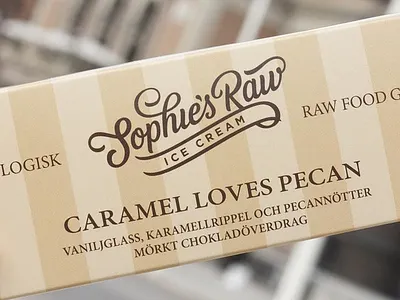 Sophie's Raw
ICE CREAM
LOGISK
RAW FOOD G
CARAMEL LOVES PECAN
VANILJGLASS, KARAMELLRIPPEL OCH PECANNÖTTER
MÖRKT CHOKLADÖVERDRAG